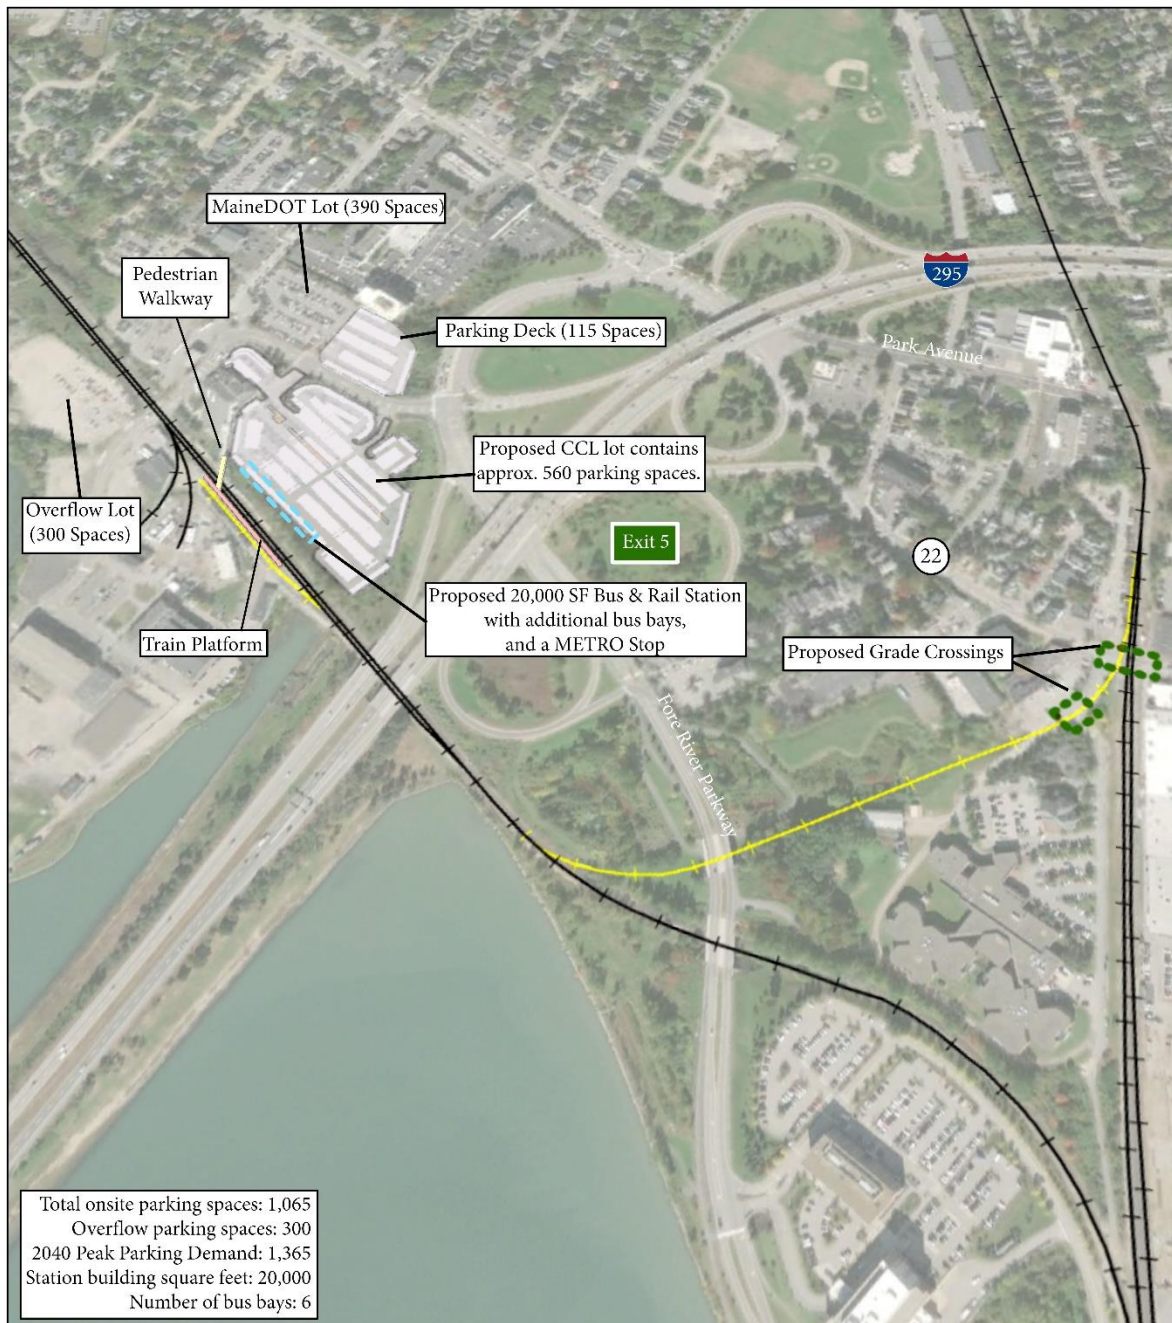 MaineDOT Lot (390 Spaces)
Pedestrian
Walkway
295
Parking Deck (115 Spaces)
Park Avenue
Proposed CCL lot contains
approx. 560 parking spaces.
Overflow Lot
(300 Spaces)
Exit 5
22
Proposed 20,000 SF Bus & Rail Station
with additional bus bays,
and a METRO Stop
Train Platform
Proposed Grade Crossings
Fore River Parkway
Total onsite parking spaces: 1,065
Overflow parking spaces: 300
2040 Peak Parking Demand: 1,365
Station building square feet: 20,000
Number of bus bays: 6